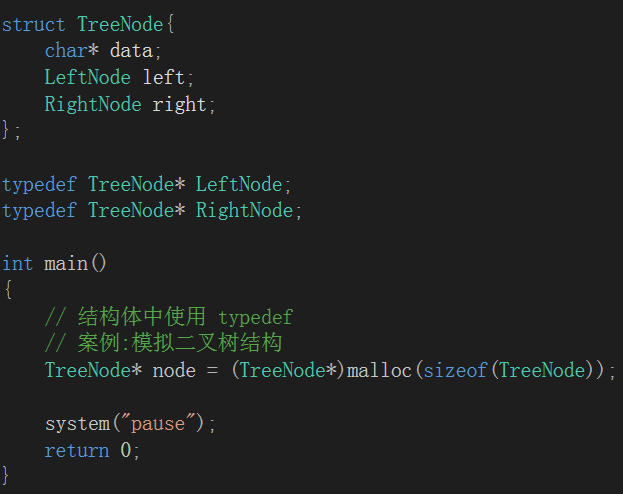 struct TreeNode{
    char* data;
    LeftNode left;
    RightNode right;
};

typedef TreeNode* LeftNode;
typedef TreeNode* RightNode;

int main()
{
    // 结构体中使用 typedef
    // 案例:模拟二叉树结构
    TreeNode* node = (TreeNode*)malloc(sizeof(TreeNode));

    system("pause");
    return 0;
}